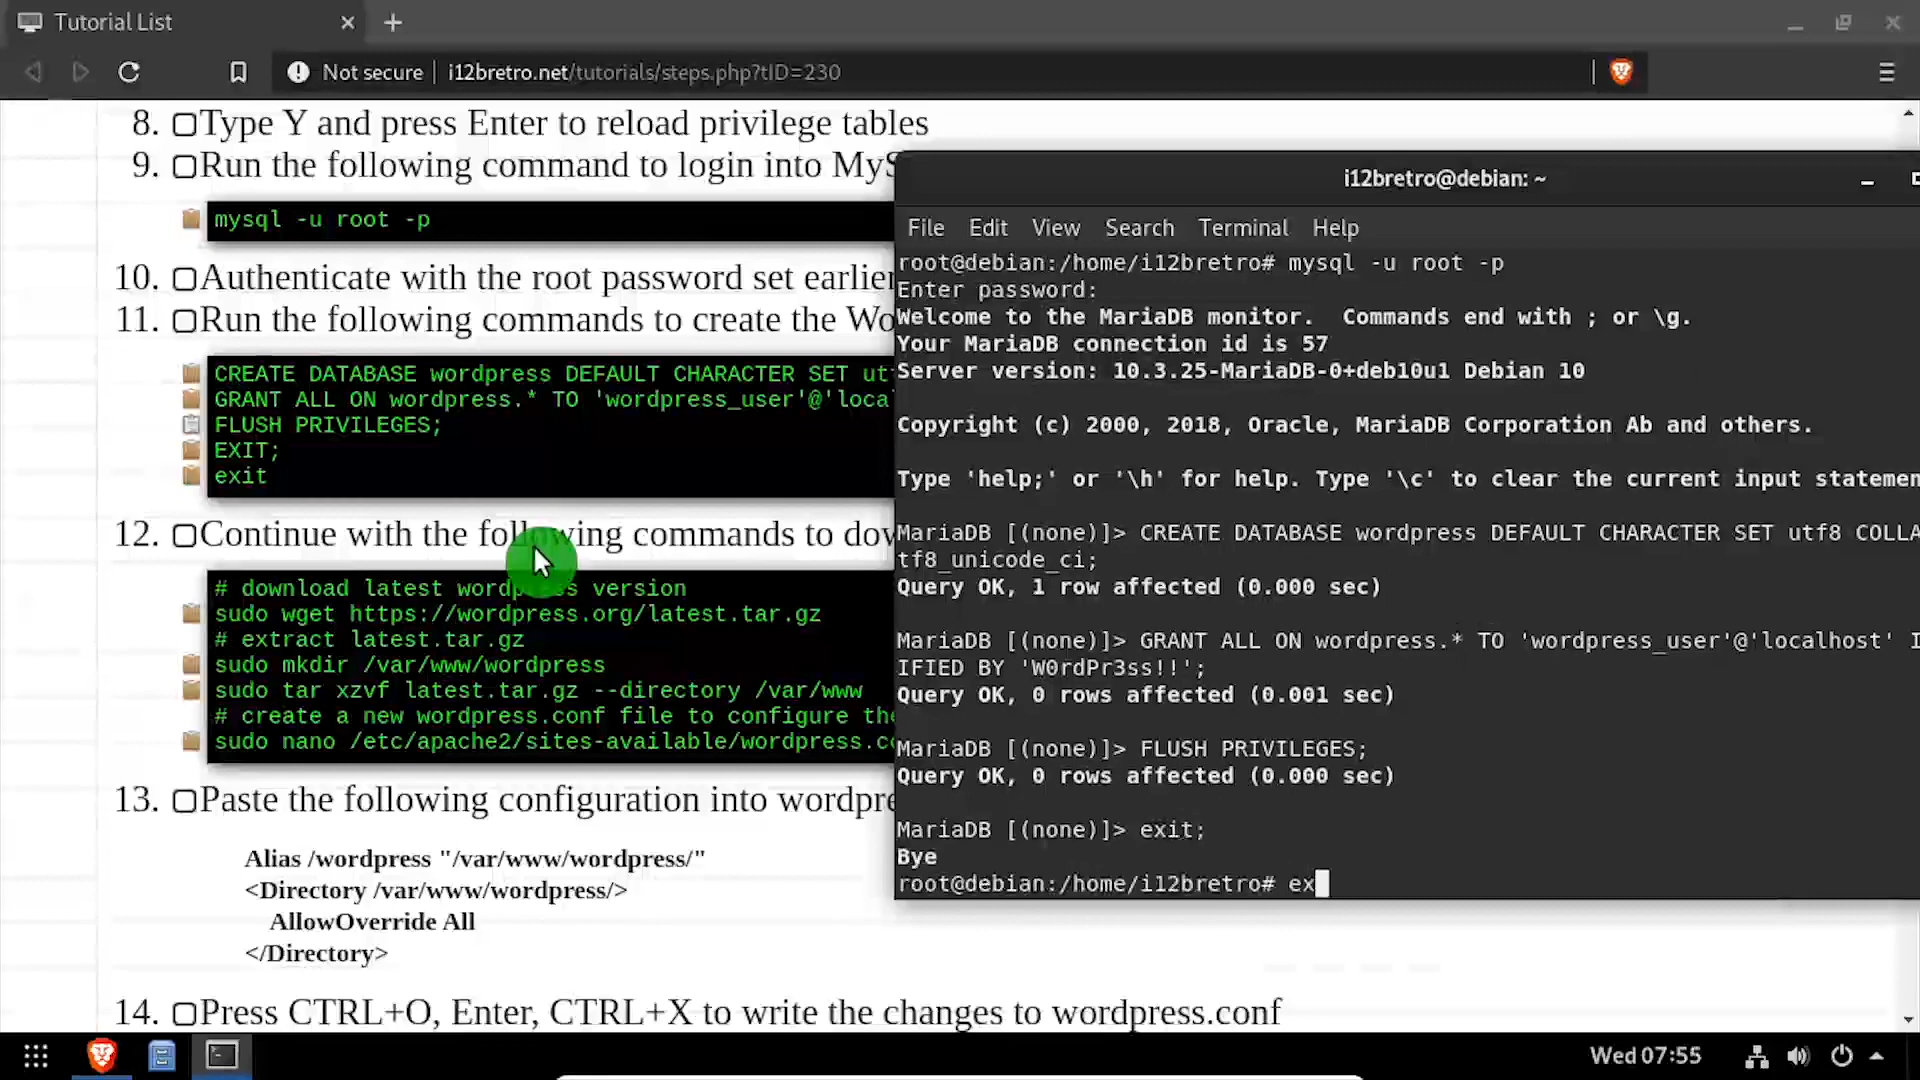 Tutorial List
Not secure i12bretro.net/tutorials/steps.php?tID=230
8. Type Y and press Enter to reload privilege tables
9. Run the following command to login into MyS
mysql -u root -p
10. Authenticate with the root password set earlier
11. Run the following commands to create the Wo
CREATE DATABASE wordpress DEFAULT CHARACTER SET utf
GRANT ALL ON wordpress.* TO 'wordpress_user'@'local
FLUSH PRIVILEGES;
EXIT;
exit
12. Continue with the following commands to dow
# download latest wordpress version
sudo wget https://wordpress.org/latest.tar.gz
# extract latest.tar.gz
sudo mkdir /var/www/wordpress
sudo tar xzvf latest.tar.gz --directory /var/www
# create a new wordpress.conf file to configure the
sudo nano /etc/apache2/sites-available/wordpress.co
13. Paste the following configuration into wordpre
Alias /wordpress "/var/www/wordpress/"
<Directory /var/www/wordpress/>
AllowOverride All
</Directory>
14. Press CTRL+O, Enter, CTRL+X to write the changes to wordpress.conf
i12bretro@debian: ~
File Edit View Search Terminal Help
root@debian:/home/i12bretro# mysql -u root -p
Enter password:
Welcome to the MariaDB monitor.  Commands end with ; or \g.
Your MariaDB connection id is 57
Server version: 10.3.25-MariaDB-0+deb10u1 Debian 10
Copyright (c) 2000, 2018, Oracle, MariaDB Corporation Ab and others.
Type 'help;' or '\h' for help. Type '\c' to clear the current input statemen
MariaDB [(none)]> CREATE DATABASE wordpress DEFAULT CHARACTER SET utf8 COLLA
tf8_unicode_ci;
Query OK, 1 row affected (0.000 sec)
MariaDB [(none)]> GRANT ALL ON wordpress.* TO 'wordpress_user'@'localhost' I
IFIED BY 'W0rdPr3ss!!';
Query OK, 0 rows affected (0.001 sec)
MariaDB [(none)]> FLUSH PRIVILEGES;
Query OK, 0 rows affected (0.000 sec)
MariaDB [(none)]> exit;
Bye
root@debian:/home/i12bretro# ex
Wed 07:55